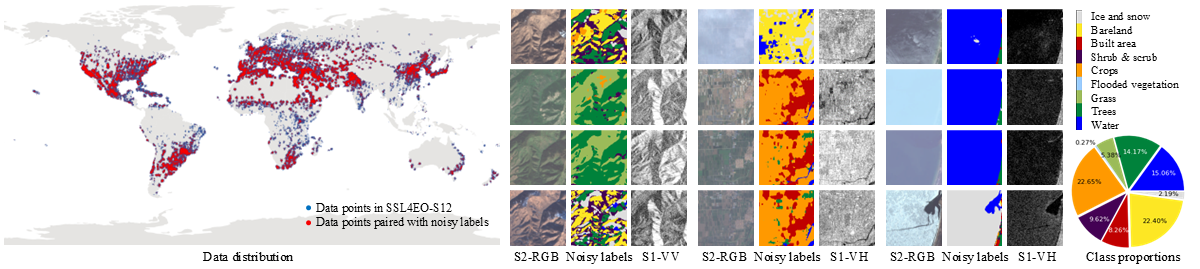 Data points in SSL4EO-S12
Data points paired with noisy labels
Data distribution
S2-RGB Noisy labels S1-VV S2-RGB Noisy labels S1-VH S2-RGB Noisy labels S1-VH
Ice and snow
Bareland
Built area
Shrub & scrub
Crops
Flooded vegetation
Grass
Trees
Water
0.27%
5.38%
14.17%
15.06%
22.65%
2.19%
9.62%
8.26%
22.40%
Class proportions